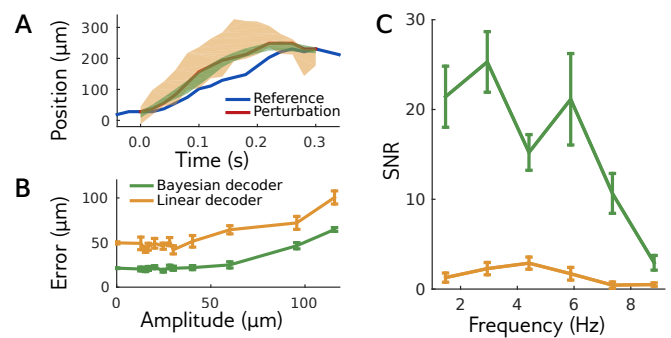 A
Position (µm)
300
200
100
0
Reference
Perturbation
0.0
0.1
0.2
0.3
Time (s)
B
Error (µm)
100
50
0
Bayesian decoder
Linear decoder
0
50
100
Amplitude (µm)
C
SNR
30
20
10
0
2
4
6
8
Frequency (Hz)